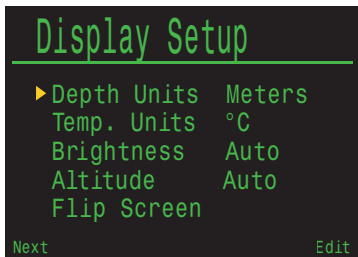 Display Setup
Depth Units Meters
Temp. Units °C
Brightness Auto
Altitude Auto
Flip Screen
Next Edit